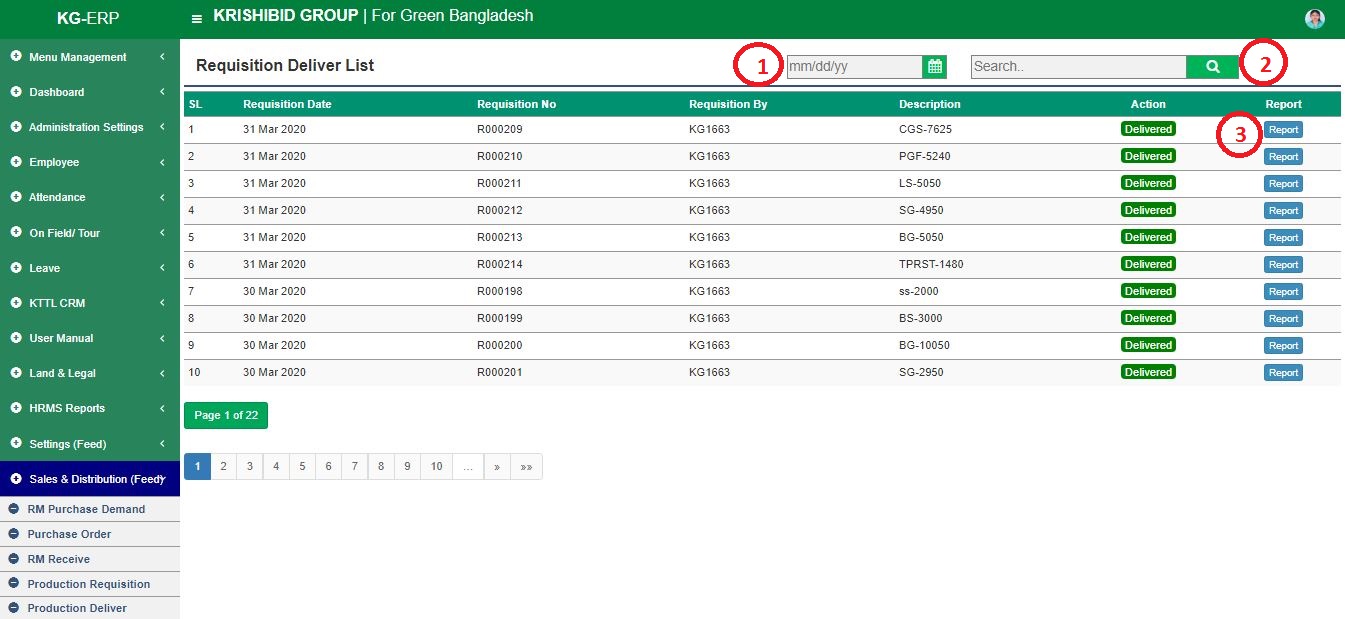 KG-ERP
KRISHIBID GROUP | For Green Bangladesh
Menu Management
Dashboard
Administration Settings
Employee
Attendance
On Field/ Tour
Leave
KTTL CRM
User Manual
Land & Legal
HRMS Reports
Settings (Feed)
Sales & Distribution (Feed)
RM Purchase Demand
Purchase Order
RM Receive
Production Requisition
Production Deliver
Requisition Deliver List
1 mm/dd/yy Search.. 2
SL Requisition Date Requisition No Requisition By Description Action Report
1 31 Mar 2020 R000209 KG1663 CGS-7625 Delivered 3 Report
2 31 Mar 2020 R000210 KG1663 PGF-5240 Delivered Report
3 31 Mar 2020 R000211 KG1663 LS-5050 Delivered Report
4 31 Mar 2020 R000212 KG1663 SG-4950 Delivered Report
5 31 Mar 2020 R000213 KG1663 BG-5050 Delivered Report
6 31 Mar 2020 R000214 KG1663 TPRST-1480 Delivered Report
7 30 Mar 2020 R000198 KG1663 ss-2000 Delivered Report
8 30 Mar 2020 R000199 KG1663 BS-3000 Delivered Report
9 30 Mar 2020 R000200 KG1663 BG-10050 Delivered Report
10 30 Mar 2020 R000201 KG1663 SG-2950 Delivered Report
Page 1 of 22
1 2 3 4 5 6 7 8 9 10 ... » »»